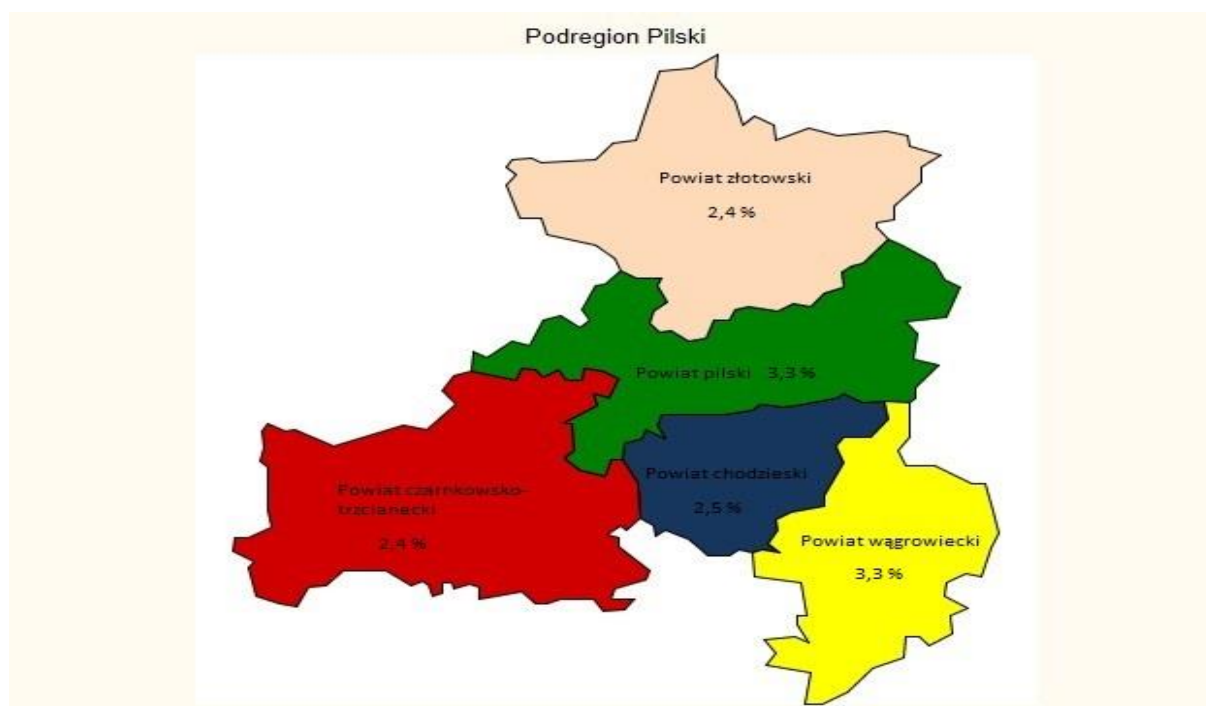 Podregion Pilski
Powiat złotowski
2,4 %
Powiat pilski 3,3 %
Powiat chodzieski
2,5 %
Powiat czarnkowsko-
trzcianecki
2,4 %
Powiat wągrowiecki
3,3 %